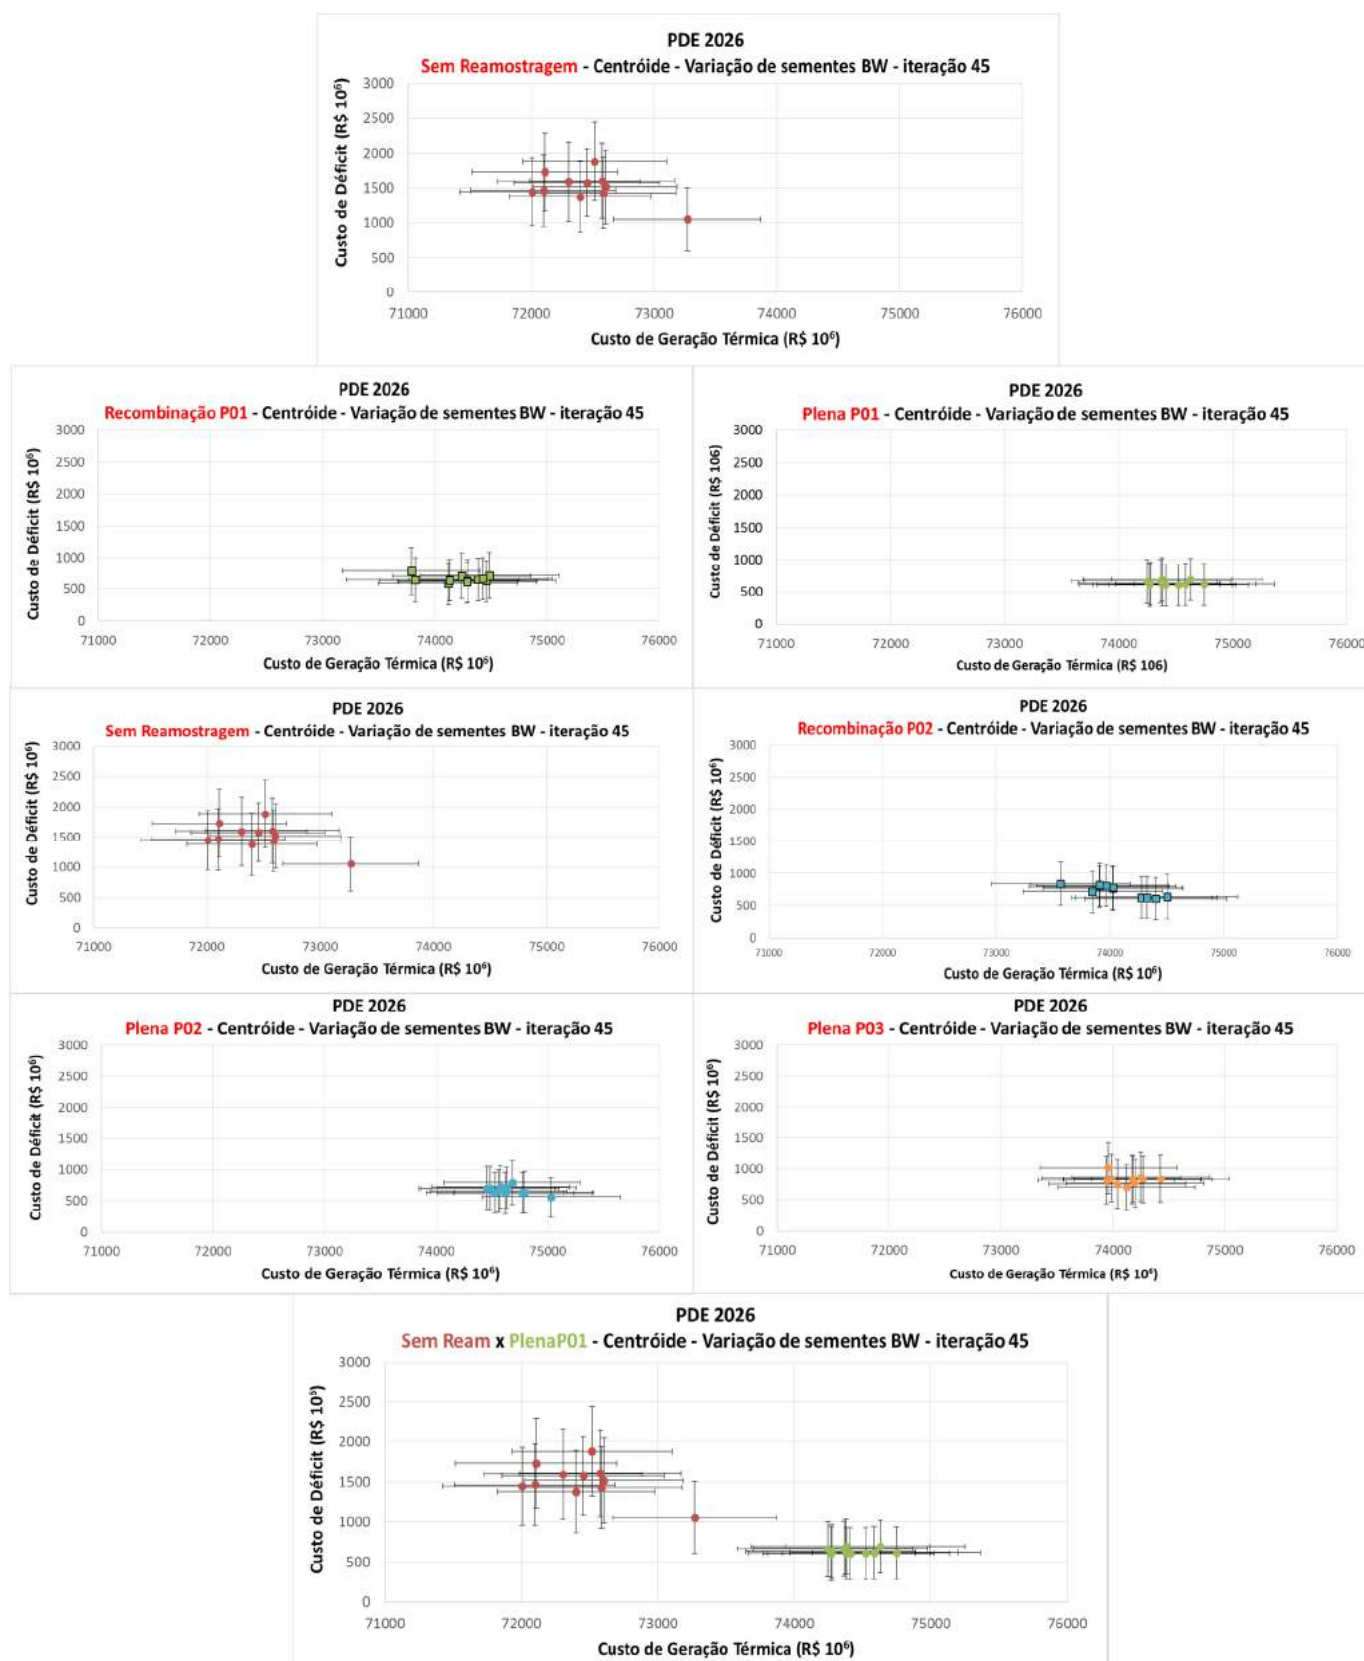 PDE 2026
Sem Reamostragem - Centróide - Variação de sementes BW - iteração 45
Custo de Déficit (R$ 10⁶)
3000
2500
2000
1500
1000
500
0
71000 72000 73000 74000 75000 76000
Custo de Geração Térmica (R$ 10⁶)
PDE 2026
Recombinação P01 - Centróide - Variação de sementes BW - iteração 45
Custo de Déficit (R$ 10⁶)
3000
2500
2000
1500
1000
500
0
71000 72000 73000 74000 75000 76000
Custo de Geração Térmica (R$ 10⁶)
PDE 2026
Plena P01 - Centróide - Variação de sementes BW - iteração 45
Custo de Déficit (R$ 106)
3000
2500
2000
1500
1000
500
0
71000 72000 73000 74000 75000 76000
Custo de Geração Térmica (R$ 106)
PDE 2026
Sem Reamostragem - Centróide - Variação de sementes BW - iteração 45
Custo de Déficit (R$ 10⁶)
3000
2500
2000
1500
1000
500
0
71000 72000 73000 74000 75000 76000
Custo de Geração Térmica (R$ 10⁶)
PDE 2026
Recombinação P02 - Centróide - Variação de sementes BW - iteração 45
Custo de Déficit (R$ 10⁶)
3000
2500
2000
1500
1000
500
0
71000 72000 73000 74000 75000 76000
Custo de Geração Térmica (R$ 10⁶)
PDE 2026
Plena P02 - Centróide - Variação de sementes BW - iteração 45
Custo de Déficit (R$ 10⁶)
3000
2500
2000
1500
1000
500
0
71000 72000 73000 74000 75000 76000
Custo de Geração Térmica (R$ 10⁶)
PDE 2026
Plena P03 - Centróide - Variação de sementes BW - iteração 45
Custo de Déficit (R$ 10⁶)
3000
2500
2000
1500
1000
500
0
71000 72000 73000 74000 75000 76000
Custo de Geração Térmica (R$ 10⁶)
PDE 2026
Sem Ream x PlenaP01 - Centróide - Variação de sementes BW - iteração 45
Custo de Déficit (R$ 10⁶)
3000
2500
2000
1500
1000
500
0
71000 72000 73000 74000 75000 76000
Custo de Geração Térmica (R$ 10⁶)